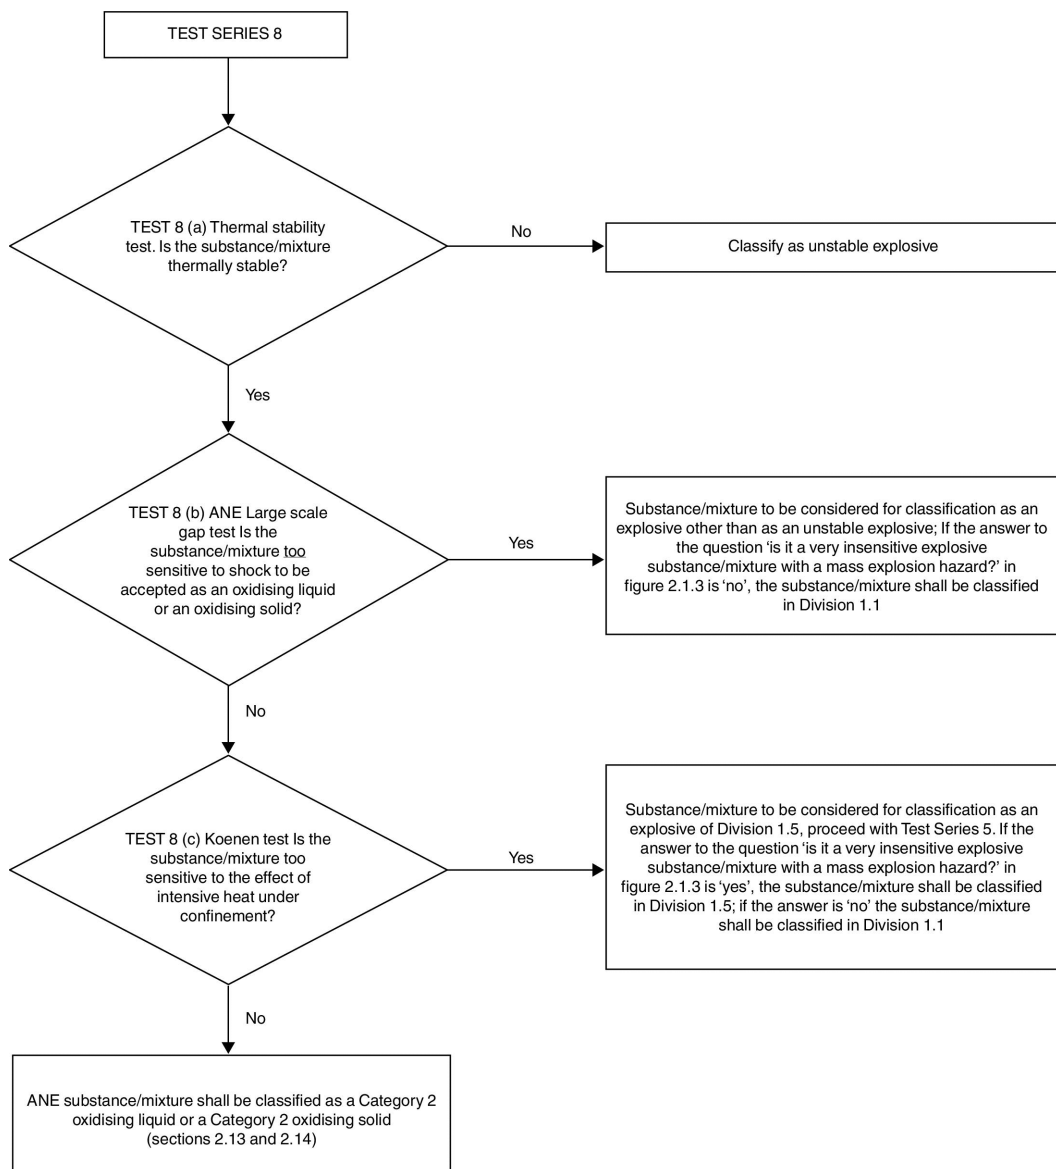 TEST SERIES 8
TEST 8 (a) Thermal stability
test. Is the substance/mixture
thermally stable?
No
Classify as unstable explosive
Yes
TEST 8 (b) ANE Large scale
gap test Is the
substance/mixture too
sensitive to shock to be
accepted as an oxidising liquid
or an oxidising solid?
Yes
Substance/mixture to be considered for classification as an
explosive other than as an unstable explosive; If the answer to
the question ‘is it a very insensitive explosive
substance/mixture with a mass explosion hazard?’ in
figure 2.1.3 is ‘no’, the substance/mixture shall be classified
in Division 1.1
No
TEST 8 (c) Koenen test Is the
substance/mixture too
sensitive to the effect of
intensive heat under
confinement?
Yes
Substance/mixture to be considered for classification as an
explosive of Division 1.5, proceed with Test Series 5. If the
answer to the question ‘is it a very insensitive explosive
substance/mixture with a mass explosion hazard?’ in
figure 2.1.3 is ‘yes’, the substance/mixture shall be classified
in Division 1.5; if the answer is ‘no’ the substance/mixture
shall be classified in Division 1.1
No
ANE substance/mixture shall be classified as a Category 2
oxidising liquid or a Category 2 oxidising solid
(sections 2.13 and 2.14)